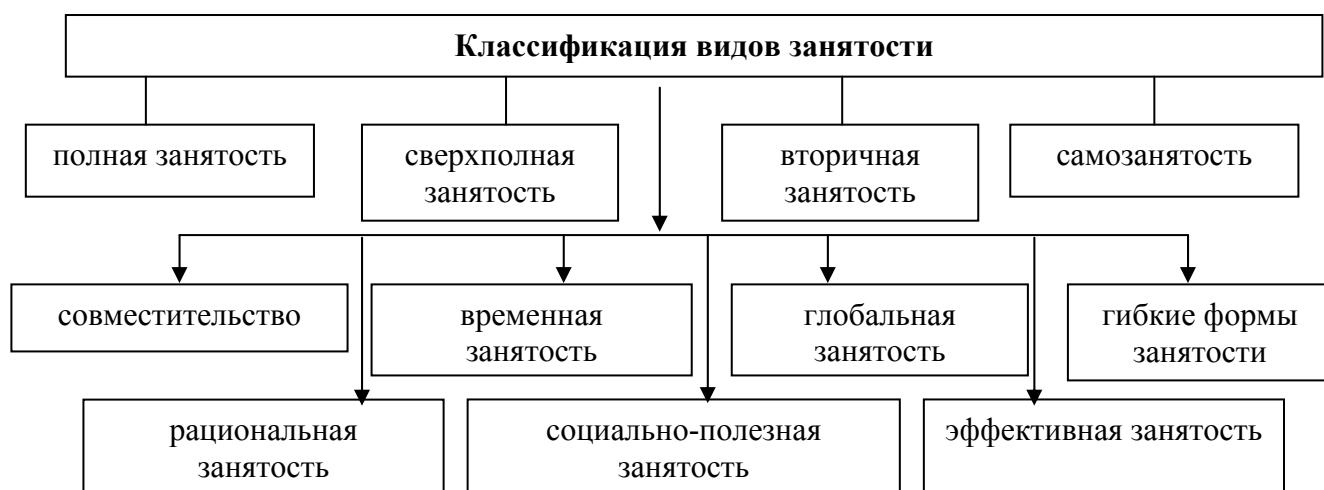 Классификация видов занятости
полная занятость
сверхполная
занятость
вторичная
занятость
самозанятость
совместительство
временная
занятость
глобальная
занятость
гибкие формы
занятости
рациональная
занятость
социально-полезная
занятость
эффективная занятость